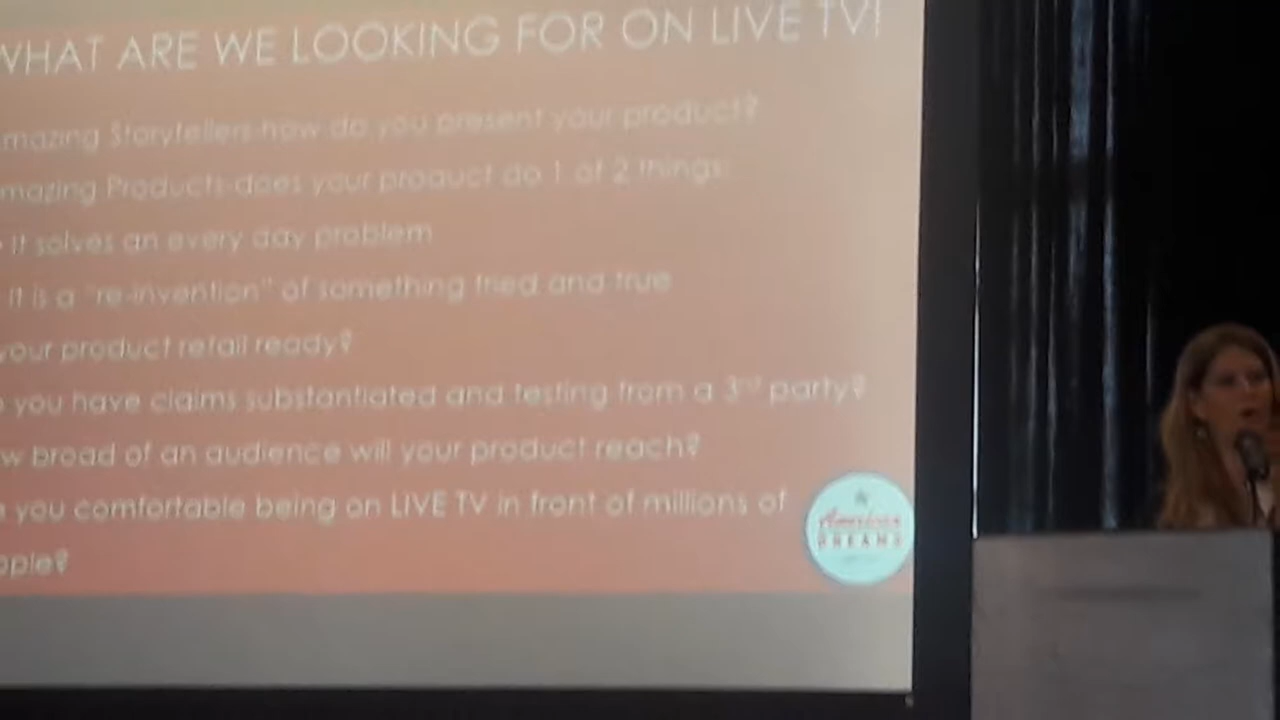 WHAT ARE WE LOOKING FOR ON LIVE TV!
mazing Storytellers-how do you present your product?
mazing Products-does your product do 1 of 2 things:
It solves an every day problem
It is a "re-invention" of something tried and true
your product retail ready?
you have claims substantiated and testing from a 3rd party?
w broad of an audience will your product reach?
you comfortable being on LIVE TV in front of millions of
ople?
American
DREAMS